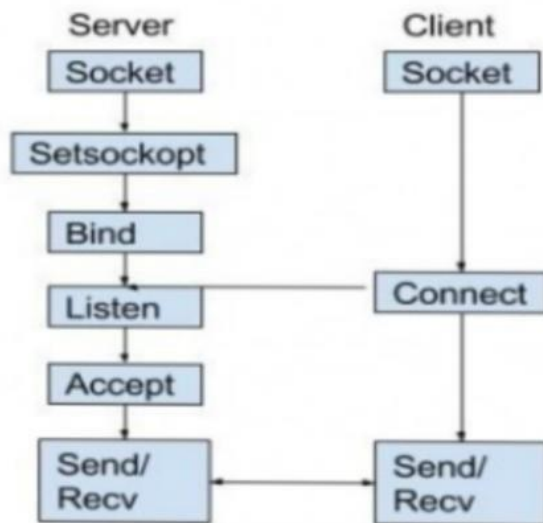 Server
Client
Socket
Socket
Setsockopt
Bind
Listen
Connect
Accept
Send/
Recv
Send/
Recv